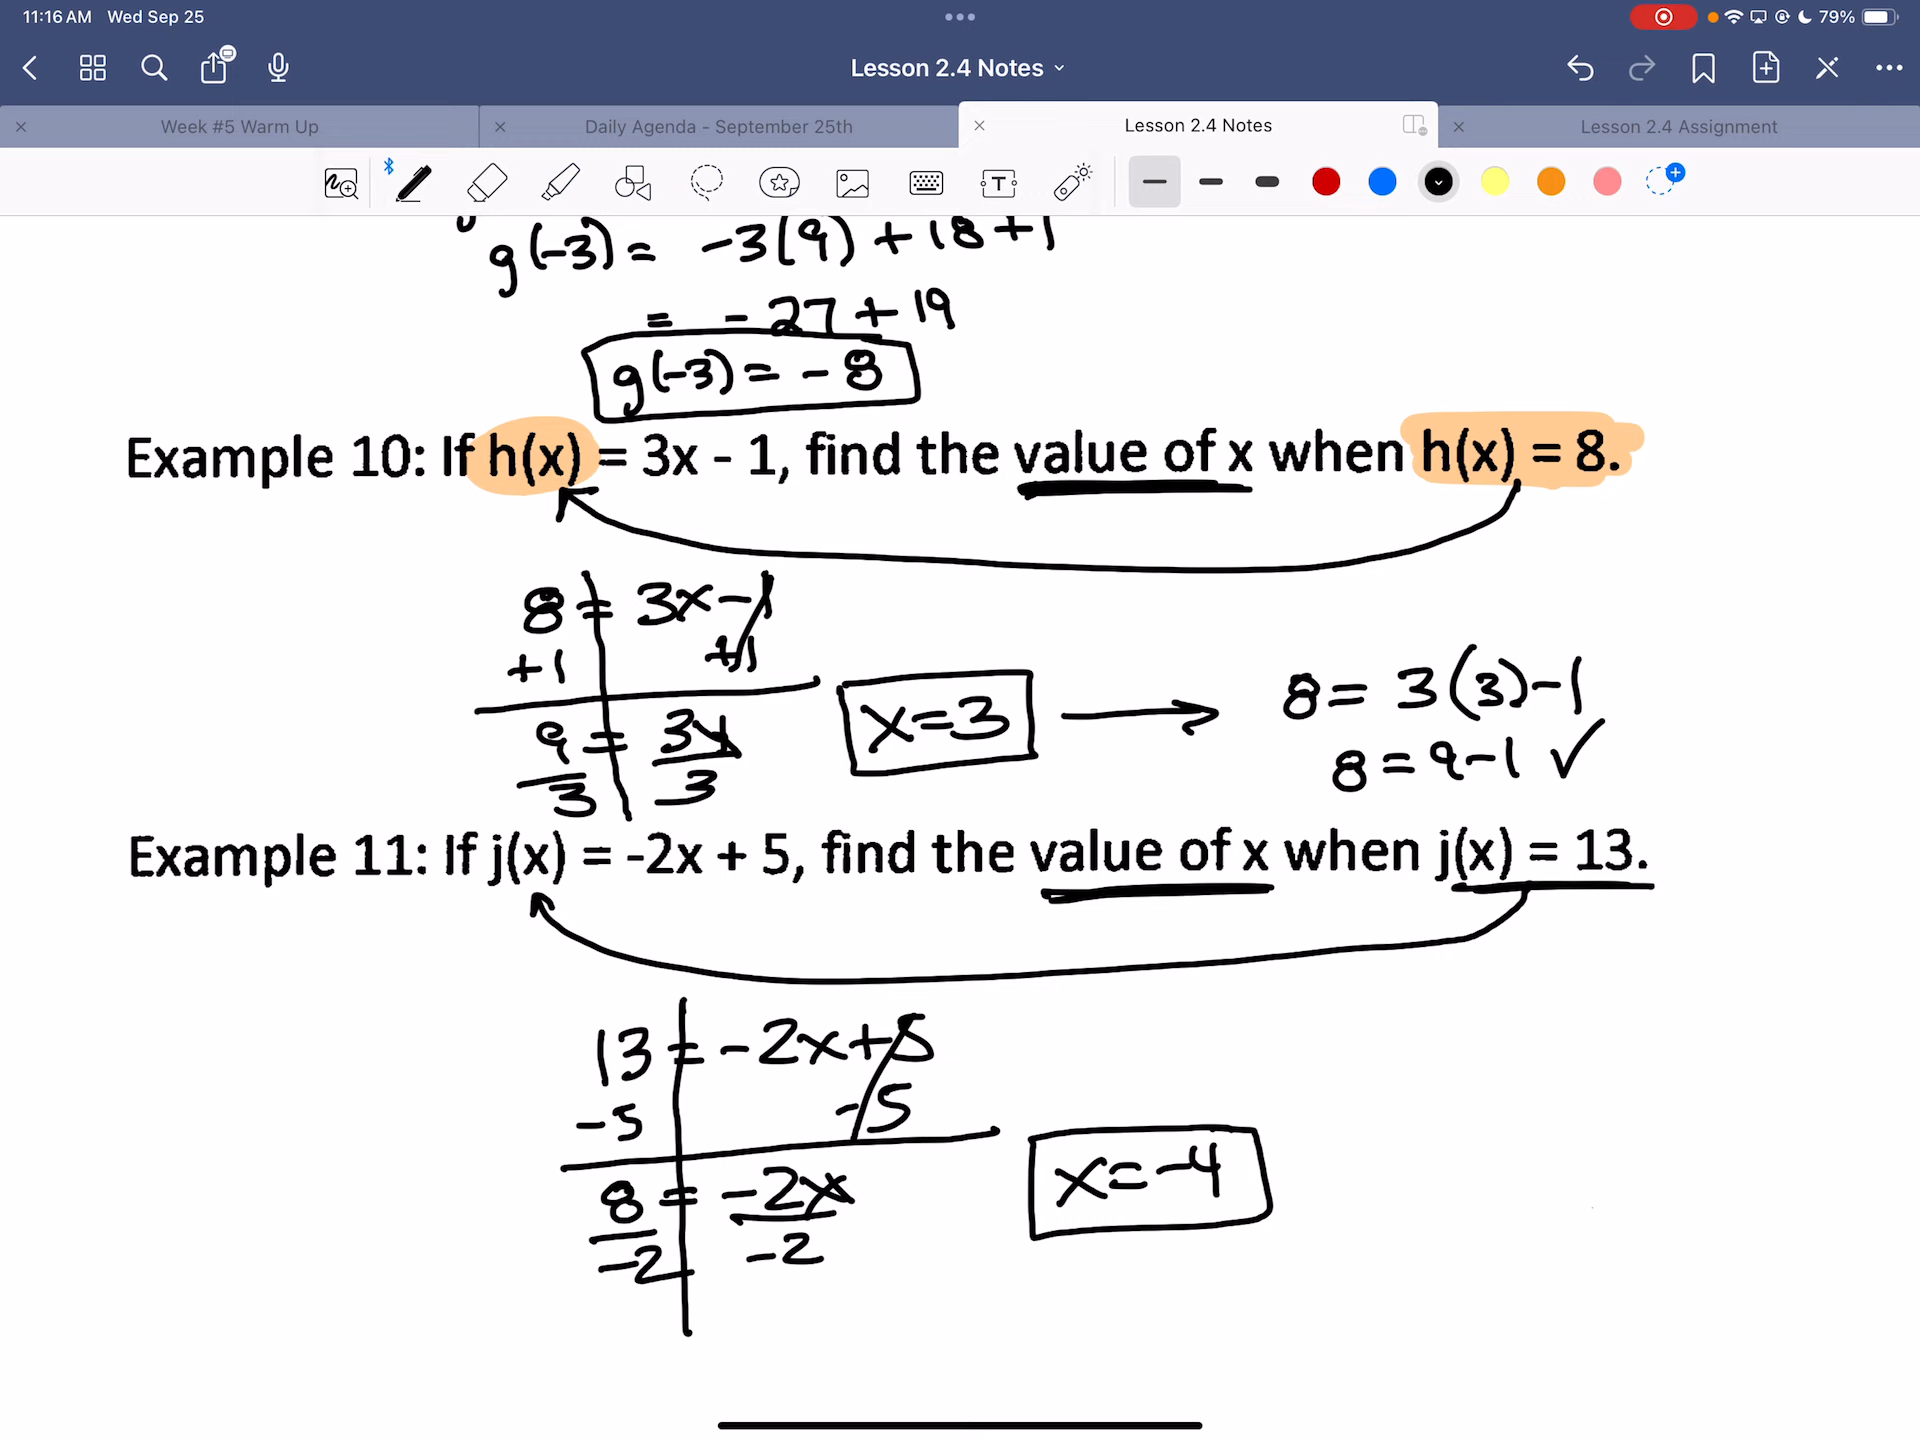 11:16 AM Wed Sep 25
79%
Lesson 2.4 Notes
Week #5 Warm Up
Daily Agenda - September 25th
Lesson 2.4 Notes
Lesson 2.4 Assignment
g(-3) = -3(9) + 18 + 1
= -27 + 19
g(-3) = -8
Example 10: If h(x) = 3x - 1, find the value of x when h(x) = 8.
8 = 3x - 1
+1 +1
9 = 3x
3 3
x = 3
8 = 3(3) - 1
8 = 9 - 1 ✓
Example 11: If j(x) = -2x + 5, find the value of x when j(x) = 13.
13 = -2x + 5
-5 -5
8 = -2x
-2 -2
x = -4